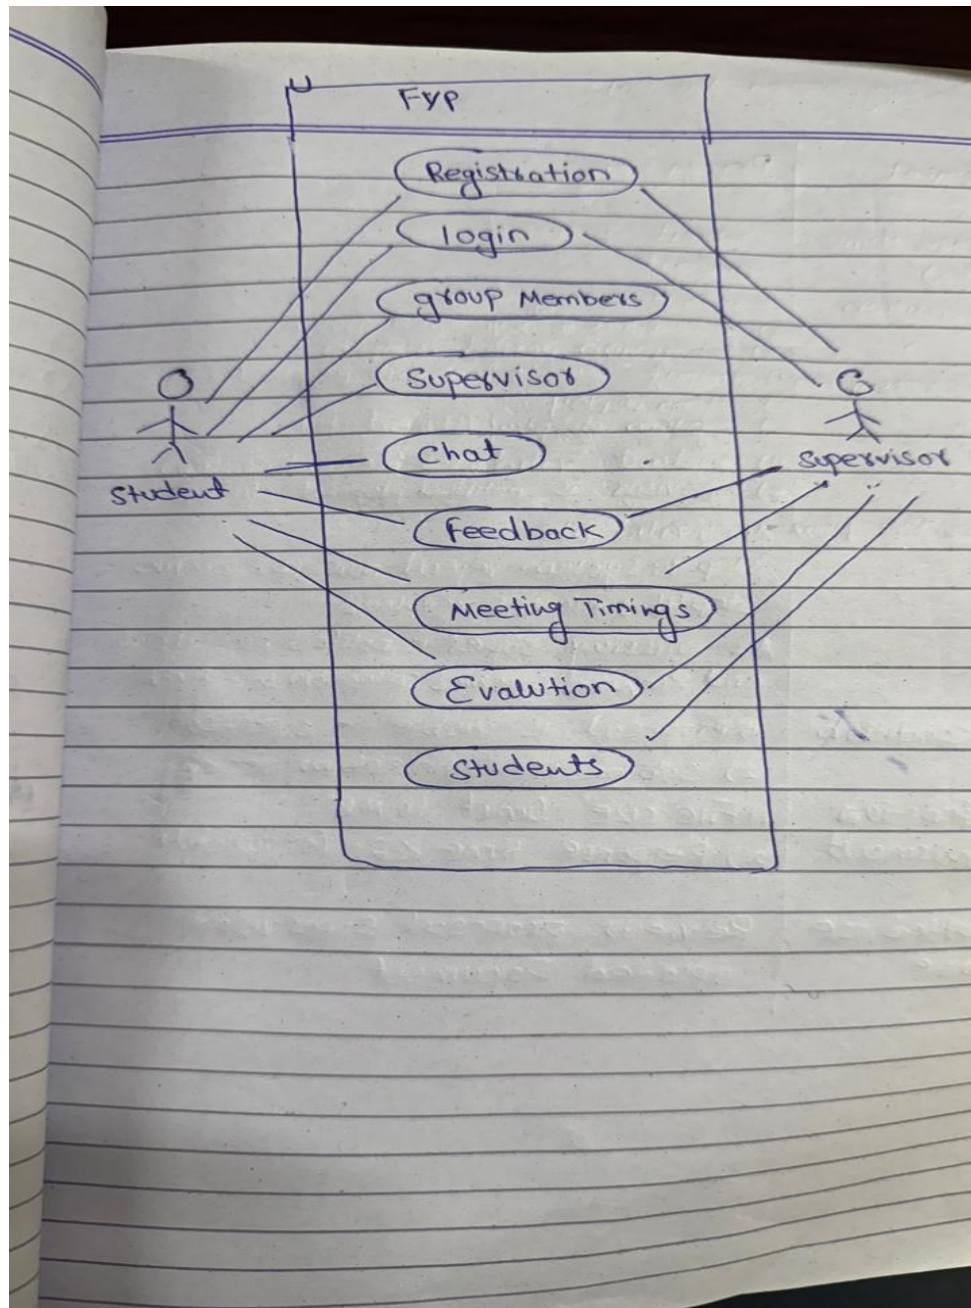 FYP
Registration
login
group Members
Supervisor
Chat
Student
Supervisor
Feedback
Meeting Timings
Evalution
Students